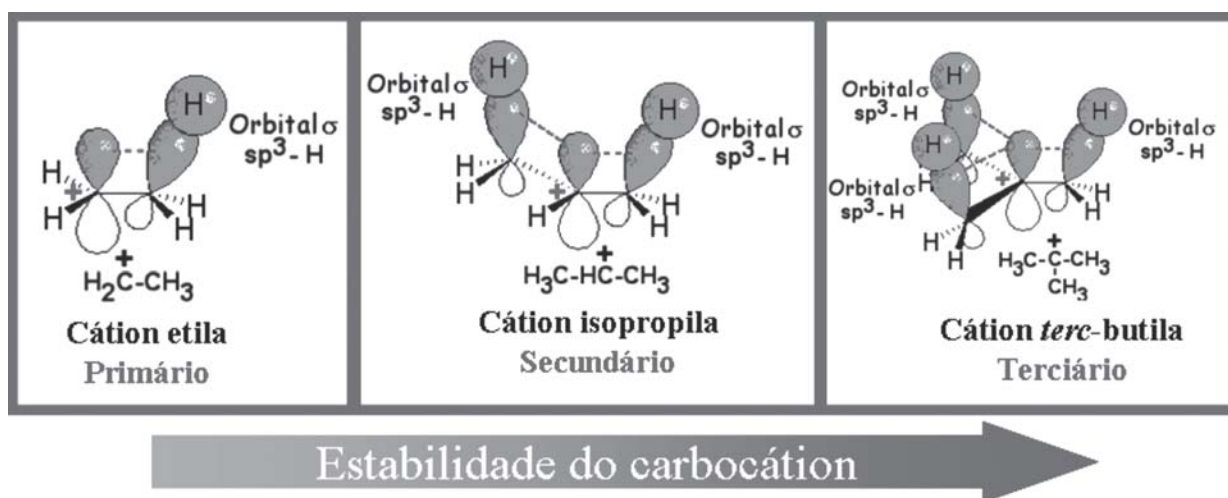 H
Orbital σ
sp³- H
H
H
+
H
H
+
H₂C-CH₃
Cátion etila
Primário
H
Orbital σ
sp³- H
H
Orbital σ
sp³- H
H
H
+
H
H
H
+
H₃C-HC-CH₃
Cátion isopropila
Secundário
H
Orbital σ
sp³- H
H
Orbital σ
sp³- H
H
H
Orbital σ
sp³- H
+
H
H
H
H
+
H₃C-C-CH₃
CH₃
Cátion terc-butila
Terciário
Estabilidade do carbocátion